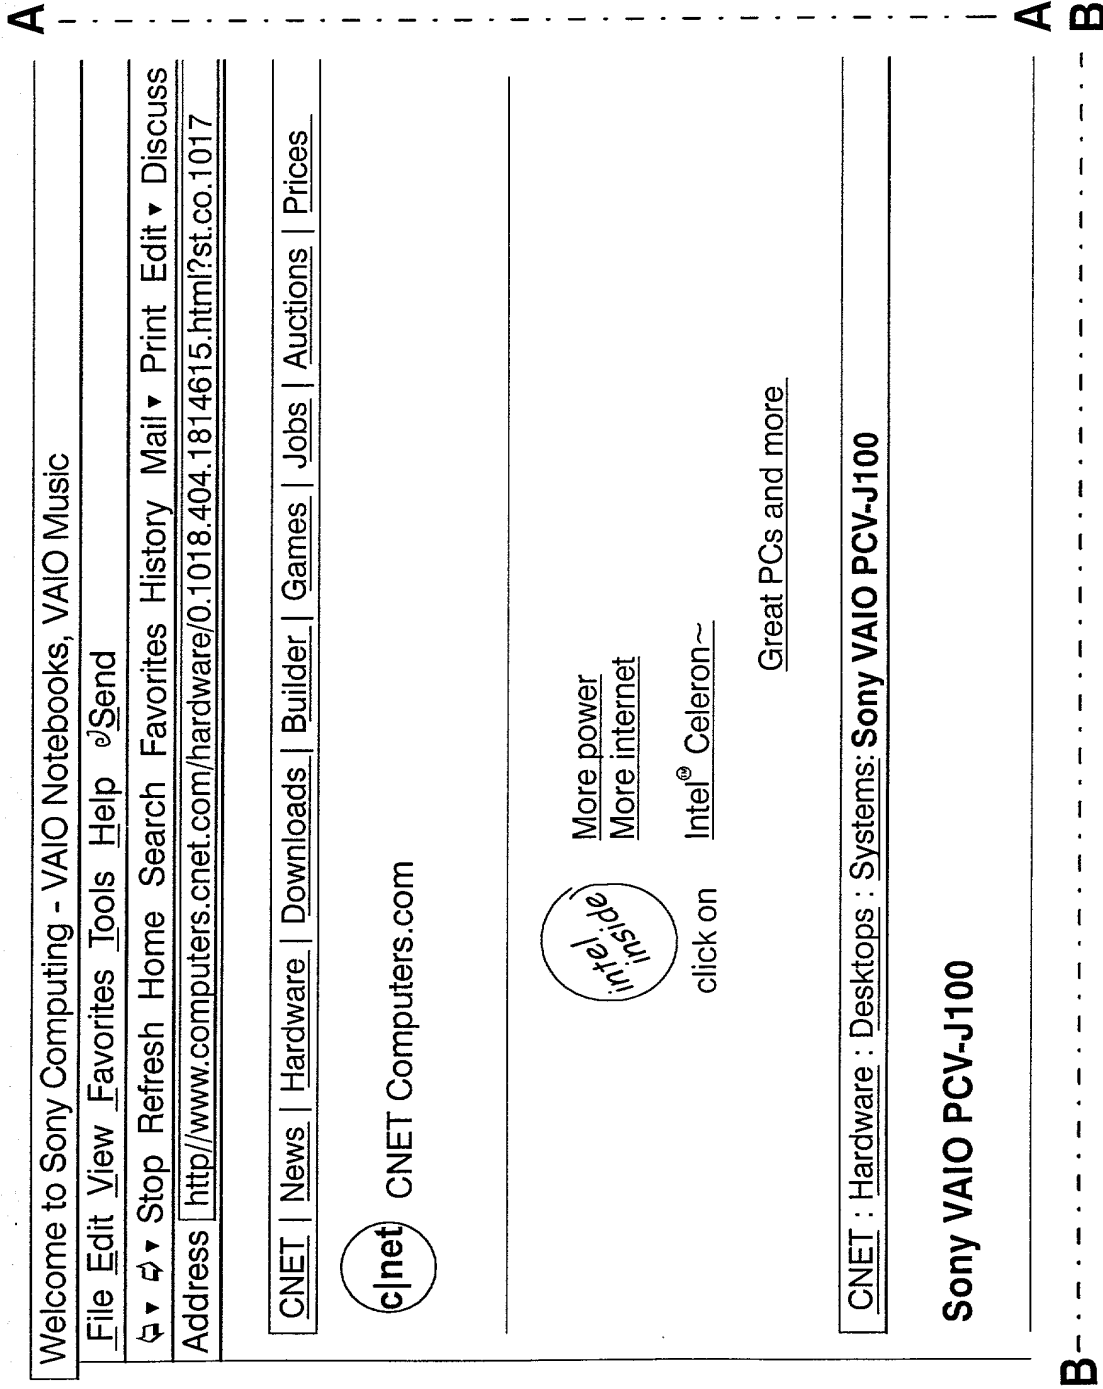 Welcome to Sony Computing - VAIO Notebooks, VAIO Music
File Edit View Favorites Tools Help Send
Stop Refresh Home Search Favorites History Mail Print Edit Discuss
Address http//www.computers.cnet.com/hardware/0.1018.404.1814615.html?st.co.1017
CNET | News | Hardware | Downloads | Builder | Games | Jobs | Auctions | Prices
c|net CNET Computers.com
intel inside
More power
More internet
click on Intel® Celeron~
Great PCs and more
CNET : Hardware : Desktops : Systems: Sony VAIO PCV-J100
Sony VAIO PCV-J100
A A
B B